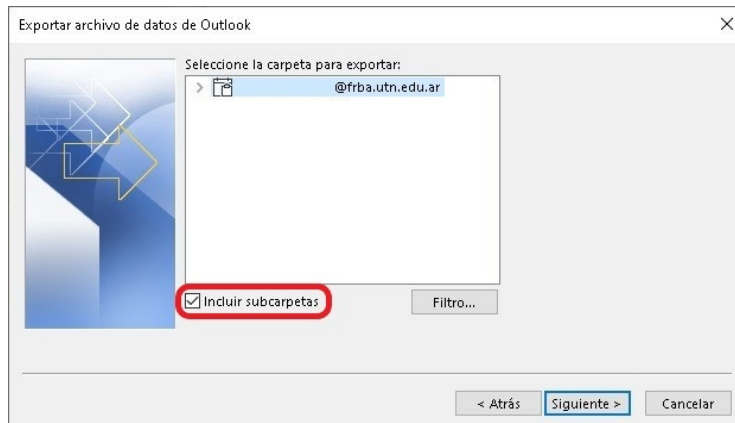 Exportar archivo de datos de Outlook
Seleccione la carpeta para exportar:
@frba.utn.edu.ar
Incluir subcarpetas
Filtro...
< Atrás
Siguiente >
Cancelar